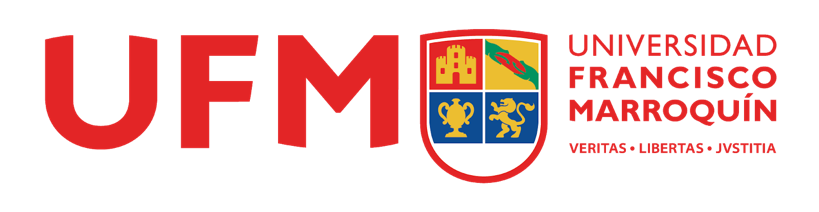 UFM
UNIVERSIDAD
FRANCISCO
MARROQUÍN
VERITAS • LIBERTAS • JVSTITIA